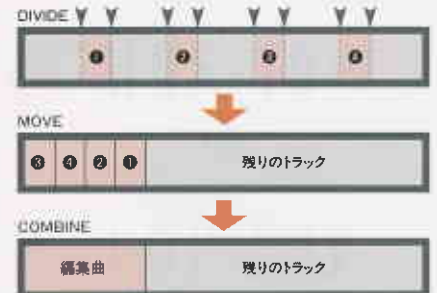 DIVIDE
❶ ❷ ❸ ❹
MOVE
❸ ❹ ❷ ❶ 残りのトラック
COMBINE
編集曲 残りのトラック